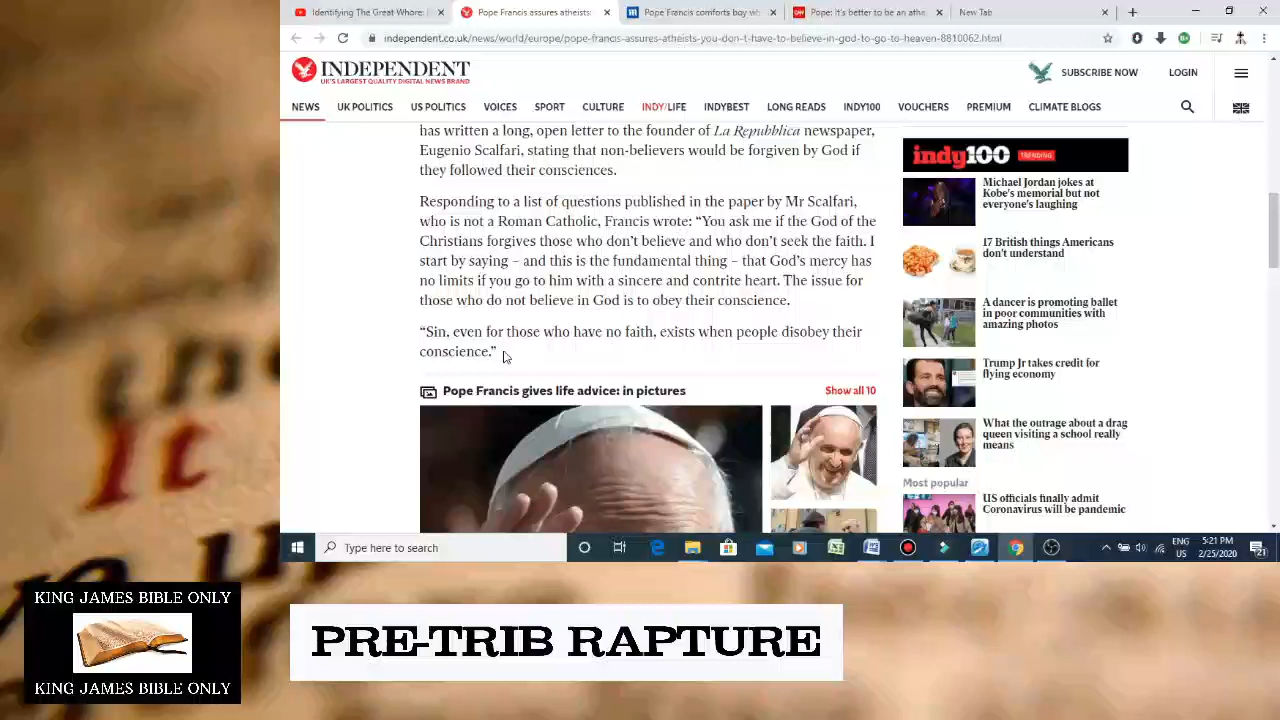 Identifying The Great Whore:
Pope Francis assures atheists:
Pope Francis comforts boy wh
Pope: It's better to be an athe
New Tab
independent.co.uk/news/world/europe/pope-francis-assures-atheists-you-don-t-have-to-believe-in-god-to-go-to-heaven-8810062.html
INDEPENDENT
UK'S LARGEST QUALITY DIGITAL NEWS BRAND
SUBSCRIBE NOW LOGIN
NEWS UK POLITICS US POLITICS VOICES SPORT CULTURE INDY/LIFE INDYBEST LONG READS INDY100 VOUCHERS PREMIUM CLIMATE BLOGS
has written a long, open letter to the founder of La Repubblica newspaper,
Eugenio Scalfari, stating that non-believers would be forgiven by God if
they followed their consciences.
Responding to a list of questions published in the paper by Mr Scalfari,
who is not a Roman Catholic, Francis wrote: “You ask me if the God of the
Christians forgives those who don’t believe and who don’t seek the faith. I
start by saying – and this is the fundamental thing – that God’s mercy has
no limits if you go to him with a sincere and contrite heart. The issue for
those who do not believe in God is to obey their conscience.
“Sin, even for those who have no faith, exists when people disobey their
conscience.”
Pope Francis gives life advice: in pictures
Show all 10
indy100 TRENDING
Michael Jordan jokes at
Kobe's memorial but not
everyone's laughing
17 British things Americans
don't understand
A dancer is promoting ballet
in poor communities with
amazing photos
Trump Jr takes credit for
flying economy
What the outrage about a drag
queen visiting a school really
means
Most popular
US officials finally admit
Coronavirus will be pandemic
Type here to search
ENG
US
5:21 PM
2/25/2020
21
It
KING JAMES BIBLE ONLY
KING JAMES BIBLE ONLY
PRE-TRIB RAPTURE